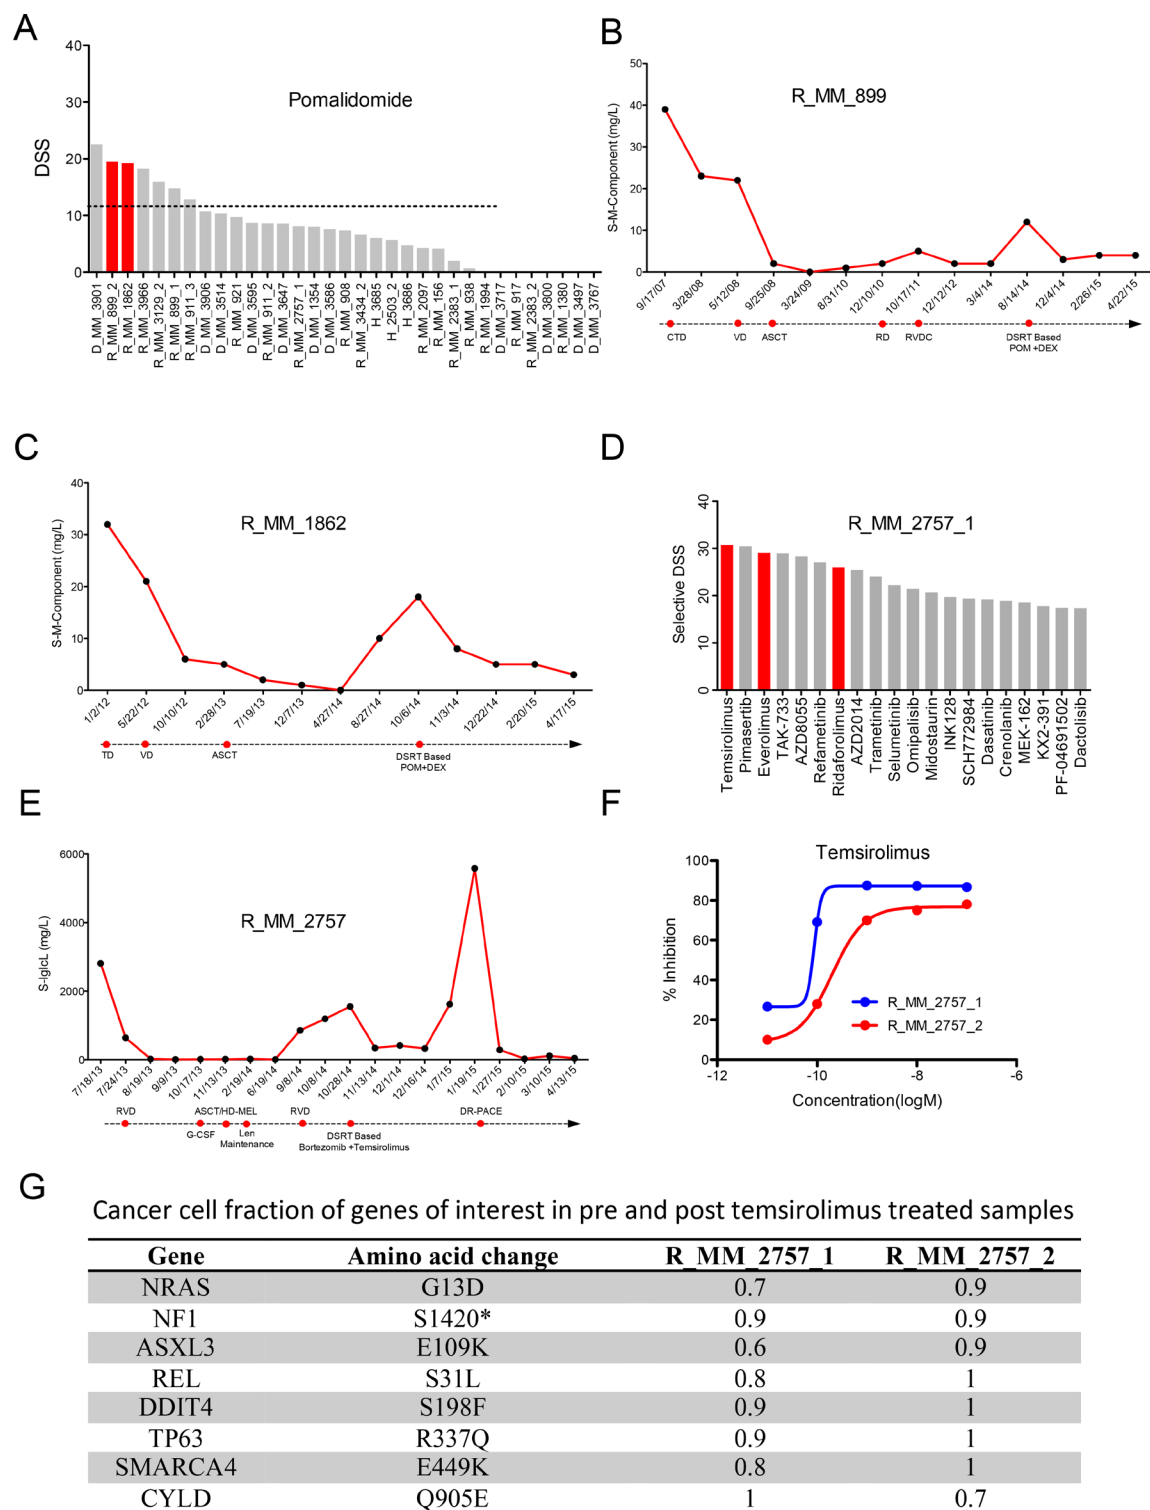 A
40
30
20
10
0
DSS
Pomalidomide
D_MM_3901
R_MM_899_2
R_MM_1862
R_MM_3966
R_MM_3129_2
R_MM_899_1
R_MM_911_3
D_MM_3906
D_MM_3514
R_MM_921
D_MM_3595
R_MM_911_2
D_MM_3647
R_MM_2757_1
D_MM_1354
D_MM_3586
R_MM_908
R_MM_3434_2
H_3685
H_2503_2
H_3686
R_MM_2097
R_MM_156
R_MM_2383_1
R_MM_938
R_MM_1994
D_MM_3717
R_MM_917
R_MM_2383_2
D_MM_3800
R_MM_1380
D_MM_3497
D_MM_3767
B
R_MM_899
S-M-Component (mg/L)
50
40
30
20
10
0
9/17/07
3/28/08
5/12/08
9/25/08
3/24/09
8/31/10
12/10/10
10/17/11
12/12/12
3/4/14
8/14/14
12/4/14
2/26/15
4/22/15
CTD
VD
ASCT
RD
RVDC
DSRT Based
POM +DEX
C
R_MM_1862
S-M-Component (mg/L)
40
30
20
10
0
1/2/12
5/22/12
10/10/12
2/28/13
7/19/13
12/7/13
4/27/14
8/27/14
10/6/14
11/3/14
12/22/14
2/20/15
4/17/15
TD
VD
ASCT
DSRT Based
POM+DEX
D
R_MM_2757_1
Selective DSS
40
30
20
10
0
Temsirolimus
Pimasertib
Everolimus
TAK-733
AZD8055
Refametinib
Ridaforolimus
AZD2014
Trametinib
Selumetinib
Omipalisib
Midostaurin
INK128
SCH772984
Dasatinib
Crenolanib
MEK-162
KX2-391
PF-04691502
Dactolisib
E
R_MM_2757
S-IgIcL (mg/L)
6000
4000
2000
0
7/18/13
7/24/13
8/19/13
9/9/13
10/17/13
11/13/13
2/19/14
6/19/14
9/8/14
10/8/14
10/28/14
11/13/14
12/1/14
12/16/14
1/7/15
1/19/15
1/27/15
2/10/15
3/10/15
4/13/15
RVD
ASCT/HD-MEL
RVD
DR-PACE
G-CSF
Len
Maintenance
DSRT Based
Bortezomib +Temsirolimus
F
Temsirolimus
% Inhibition
100
80
60
40
20
0
R_MM_2757_1
R_MM_2757_2
-12
-10
-8
-6
Concentration(logM)
G
Cancer cell fraction of genes of interest in pre and post temsirolimus treated samples
Gene Amino acid change R_MM_2757_1 R_MM_2757_2
NRAS G13D 0.7 0.9
NF1 S1420* 0.9 0.9
ASXL3 E109K 0.6 0.9
REL S31L 0.8 1
DDIT4 S198F 0.9 1
TP63 R337Q 0.9 1
SMARCA4 E449K 0.8 1
CYLD Q905E 1 0.7